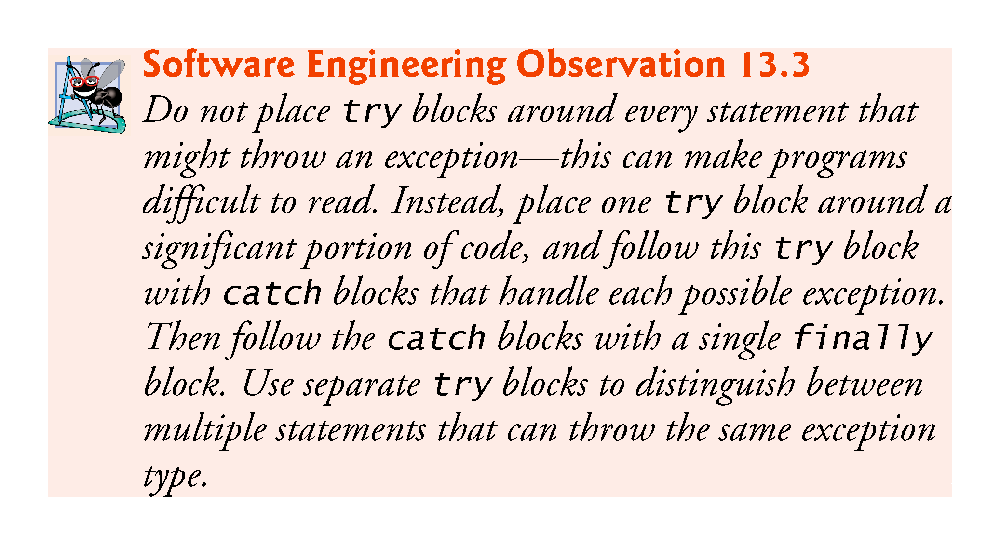 Software Engineering Observation 13.3
Do not place try blocks around every statement that
might throw an exception—this can make programs
difficult to read. Instead, place one try block around a
significant portion of code, and follow this try block
with catch blocks that handle each possible exception.
Then follow the catch blocks with a single finally
block. Use separate try blocks to distinguish between
multiple statements that can throw the same exception
type.